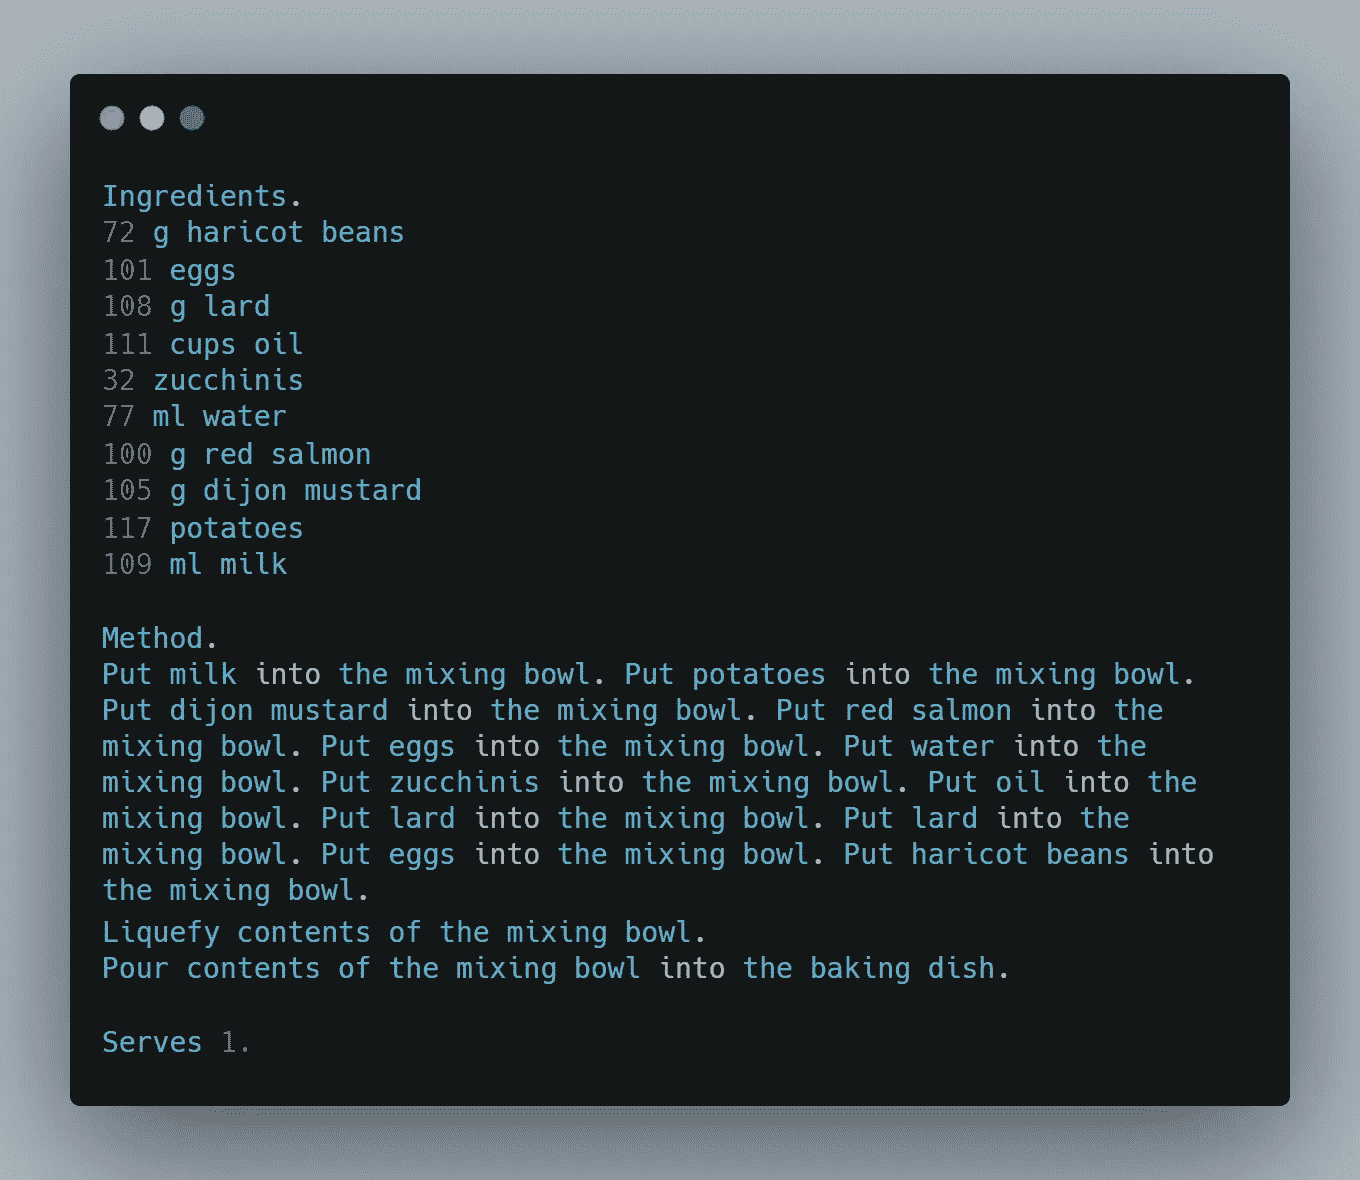 Ingredients.
72 g haricot beans
101 eggs
108 g lard
111 cups oil
32 zucchinis
77 ml water
100 g red salmon
105 g dijon mustard
117 potatoes
109 ml milk
Method.
Put milk into the mixing bowl. Put potatoes into the mixing bowl.
Put dijon mustard into the mixing bowl. Put red salmon into the
mixing bowl. Put eggs into the mixing bowl. Put water into the
mixing bowl. Put zucchinis into the mixing bowl. Put oil into the
mixing bowl. Put lard into the mixing bowl. Put lard into the
mixing bowl. Put eggs into the mixing bowl. Put haricot beans into
the mixing bowl.
Liquefy contents of the mixing bowl.
Pour contents of the mixing bowl into the baking dish.
Serves 1.